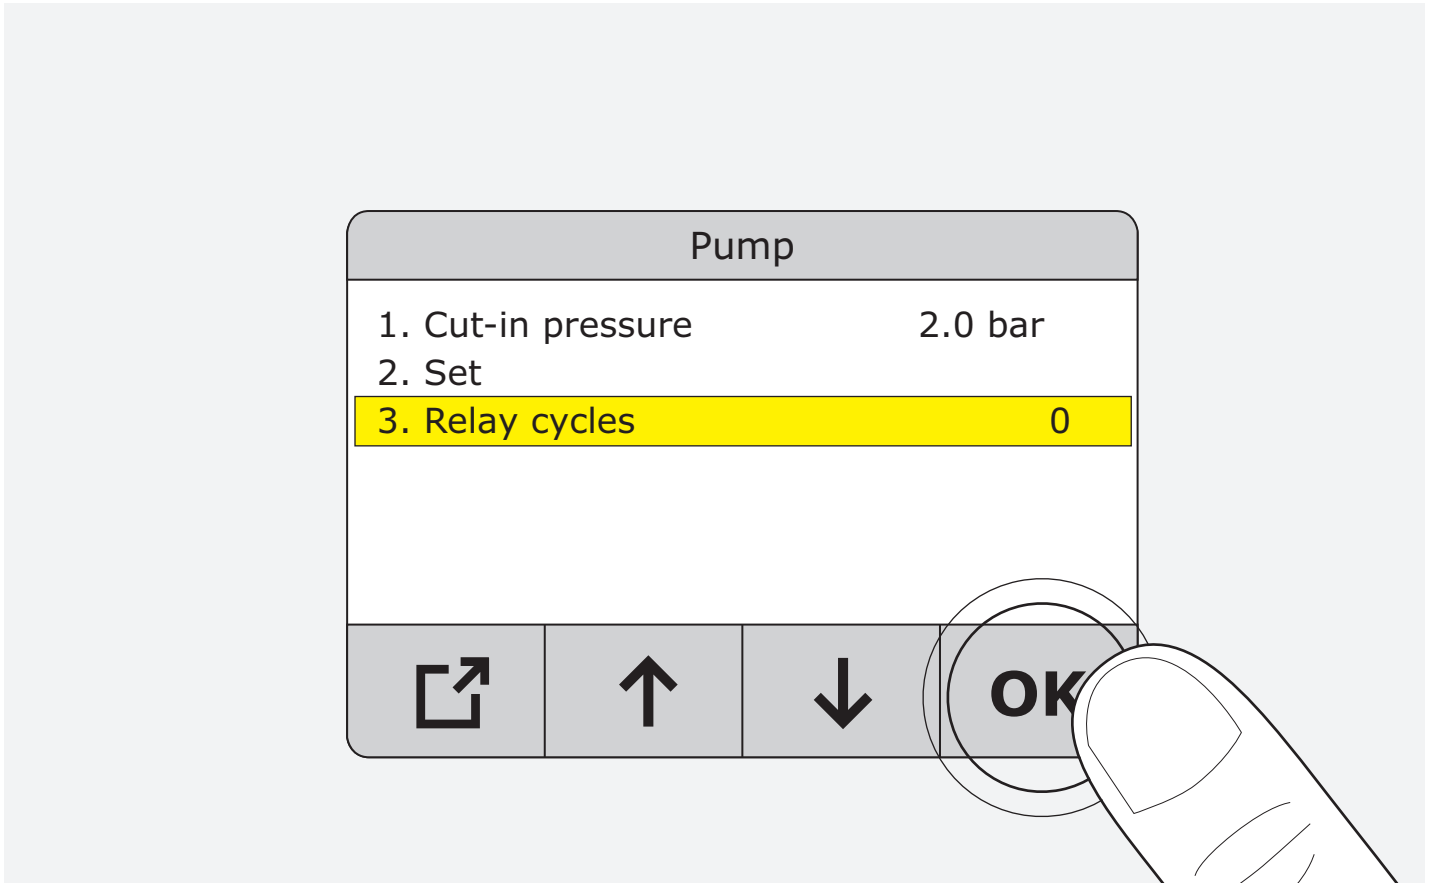 Pump
1. Cut-in pressure 2.0 bar
2. Set
3. Relay cycles 0
OK